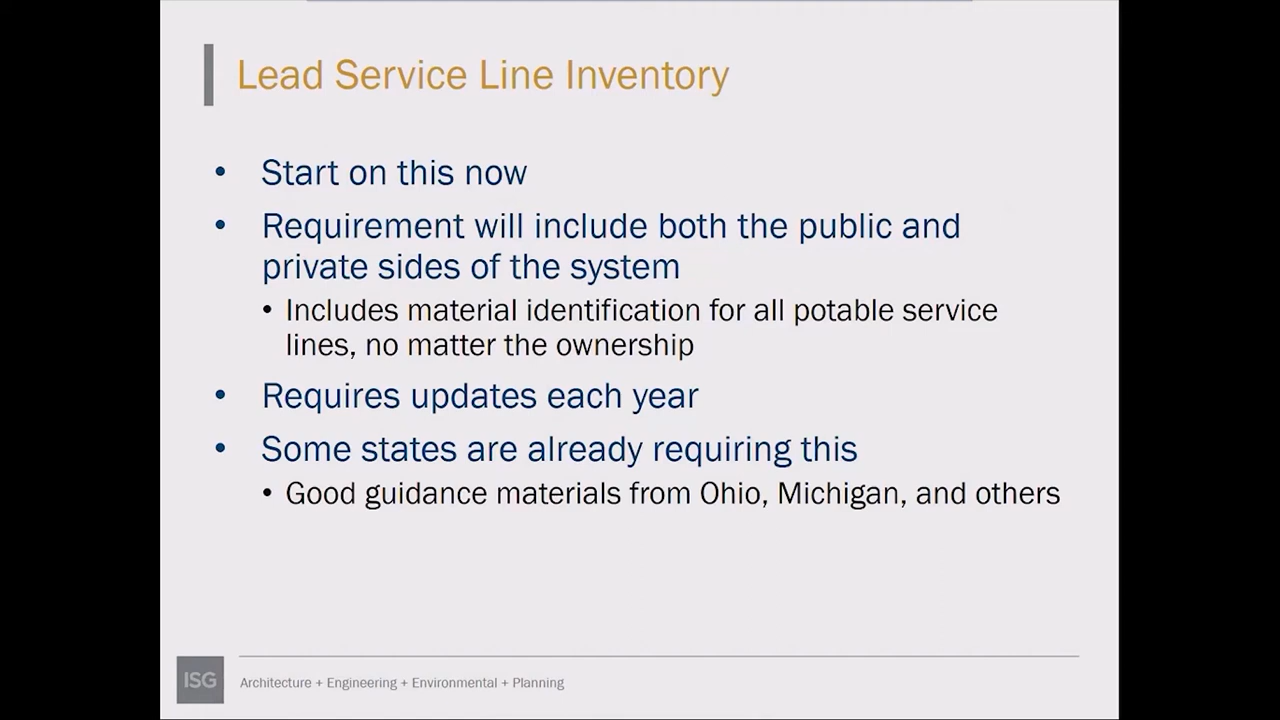 Lead Service Line Inventory
• Start on this now
• Requirement will include both the public and
private sides of the system
• Includes material identification for all potable service
lines, no matter the ownership
• Requires updates each year
• Some states are already requiring this
• Good guidance materials from Ohio, Michigan, and others
ISG
Architecture + Engineering + Environmental + Planning